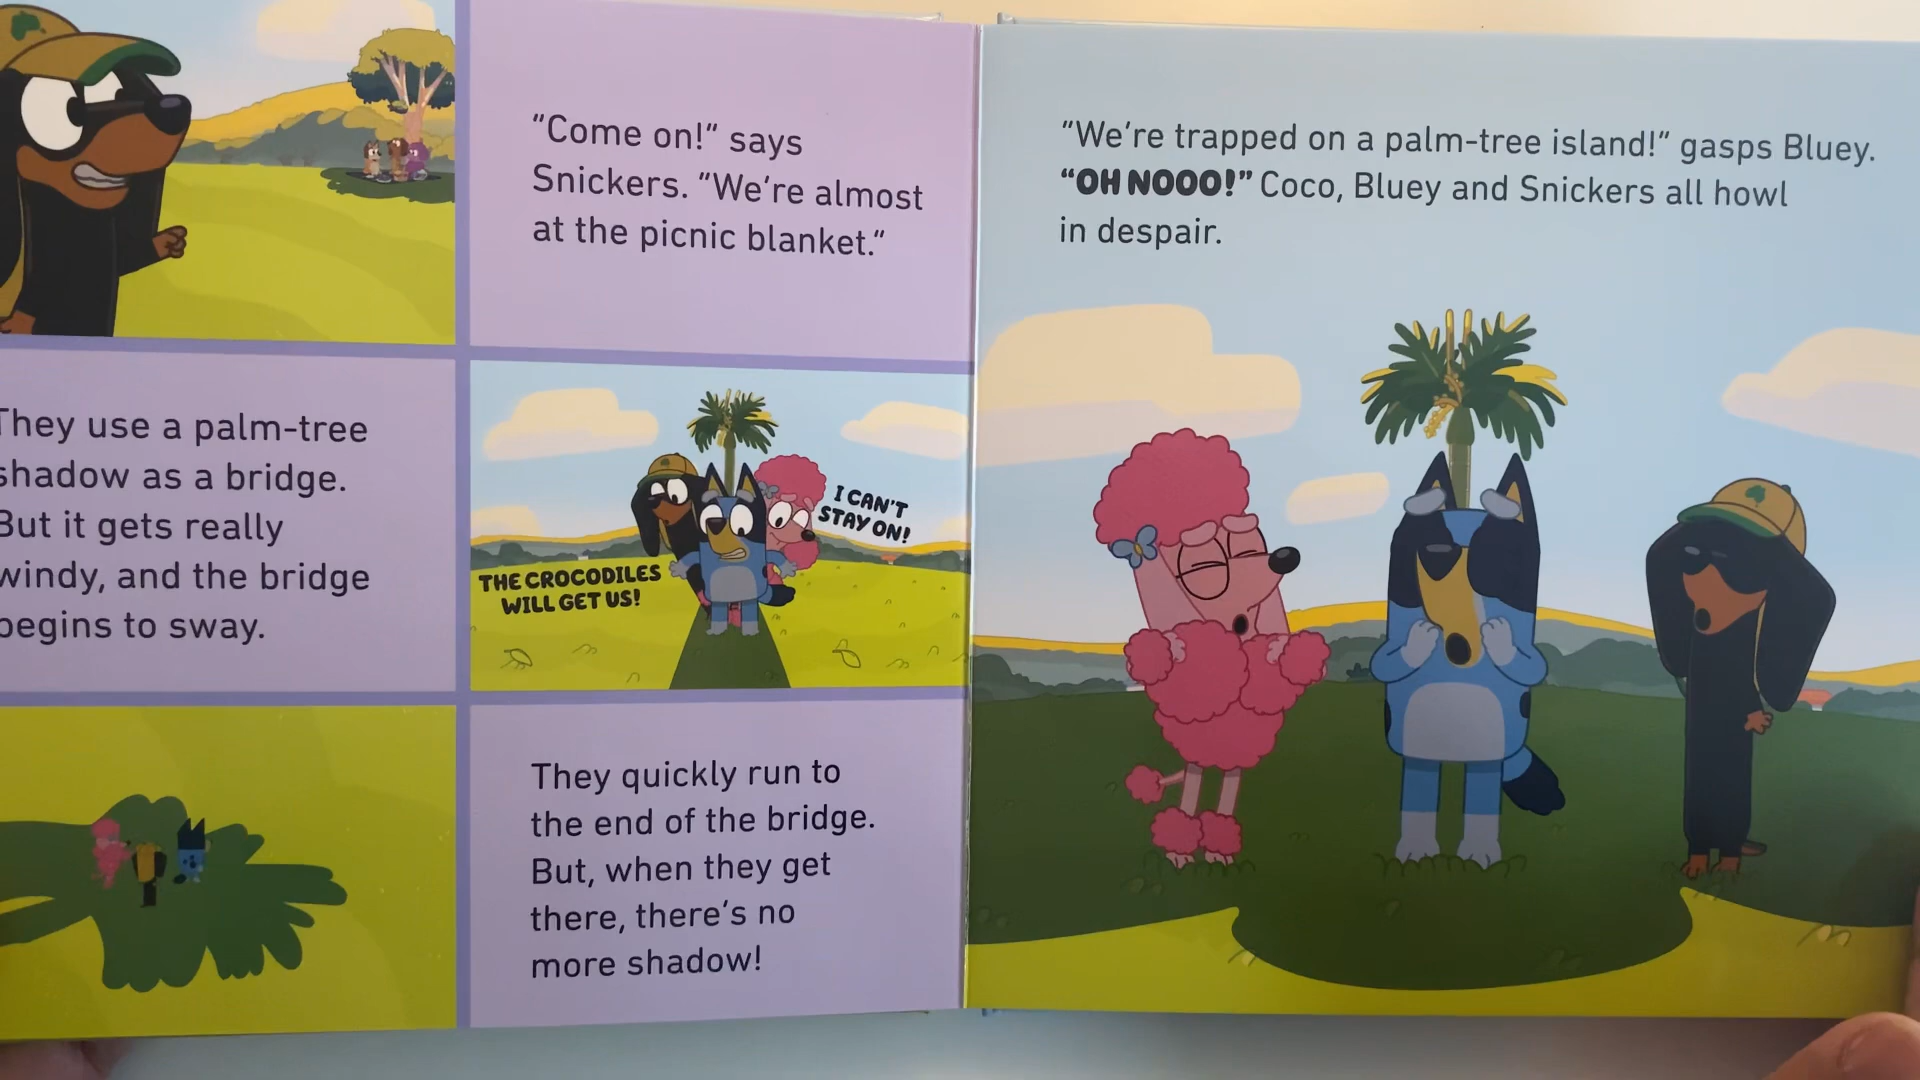 "Come on!" says
Snickers. "We're almost
at the picnic blanket."
They use a palm-tree
shadow as a bridge.
But it gets really
windy, and the bridge
begins to sway.
THE CROCODILES
WILL GET US!
I CAN'T
STAY ON!
They quickly run to
the end of the bridge.
But, when they get
there, there's no
more shadow!
"We're trapped on a palm-tree island!" gasps Bluey.
"OH NOOO!" Coco, Bluey and Snickers all howl
in despair.